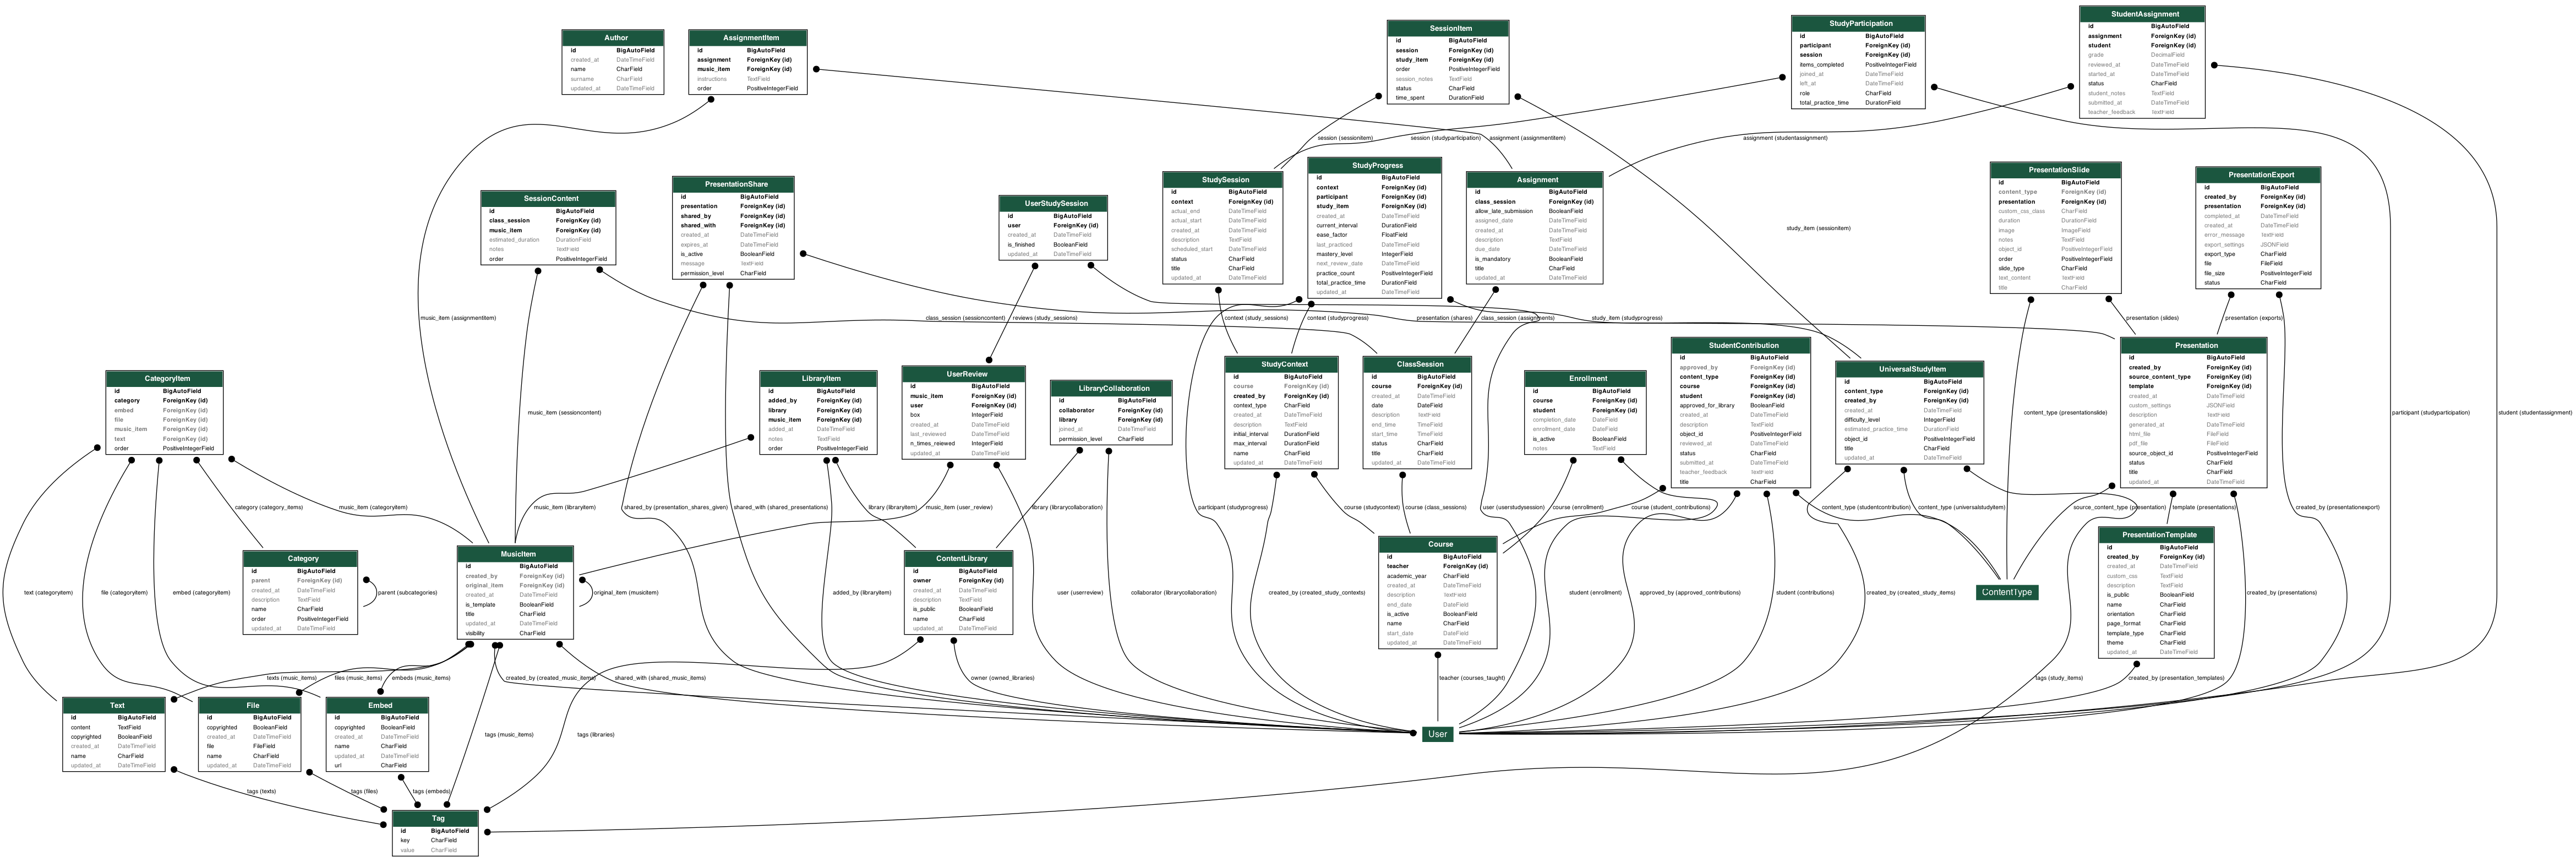 Author
id BigAutoField
created_at DateTimeField
name CharField
surname CharField
updated_at DateTimeField
AssignmentItem
id BigAutoField
assignment ForeignKey (id)
music_item ForeignKey (id)
instructions TextField
order PositiveIntegerField
SessionItem
id BigAutoField
session ForeignKey (id)
study_item ForeignKey (id)
order PositiveIntegerField
session_notes TextField
status CharField
time_spent DurationField
StudyParticipation
id BigAutoField
participant ForeignKey (id)
session ForeignKey (id)
items_completed PositiveIntegerField
joined_at DateTimeField
left_at DateTimeField
role CharField
total_practice_time DurationField
StudentAssignment
id BigAutoField
assignment ForeignKey (id)
student ForeignKey (id)
grade DecimalField
reviewed_at DateTimeField
started_at DateTimeField
status CharField
student_notes TextField
submitted_at DateTimeField
teacher_feedback TextField
session (sessionitem)
session (studyparticipation)
assignment (assignmentitem)
assignment (studentassignment)
SessionContent
id BigAutoField
class_session ForeignKey (id)
music_item ForeignKey (id)
estimated_duration DurationField
notes TextField
order PositiveIntegerField
PresentationShare
id BigAutoField
presentation ForeignKey (id)
shared_by ForeignKey (id)
shared_with ForeignKey (id)
created_at DateTimeField
expires_at DateTimeField
is_active BooleanField
message TextField
permission_level CharField
UserStudySession
id BigAutoField
user ForeignKey (id)
created_at DateTimeField
is_finished BooleanField
updated_at DateTimeField
StudySession
id BigAutoField
context ForeignKey (id)
actual_end DateTimeField
actual_start DateTimeField
created_at DateTimeField
description TextField
scheduled_start DateTimeField
status CharField
title CharField
updated_at DateTimeField
StudyProgress
id BigAutoField
context ForeignKey (id)
participant ForeignKey (id)
study_item ForeignKey (id)
created_at DateTimeField
current_interval DurationField
ease_factor FloatField
last_practiced DateTimeField
mastery_level IntegerField
next_review_date DateTimeField
practice_count PositiveIntegerField
total_practice_time DurationField
updated_at DateTimeField
Assignment
id BigAutoField
class_session ForeignKey (id)
allow_late_submission BooleanField
assigned_date DateTimeField
created_at DateTimeField
description TextField
due_date DateTimeField
is_mandatory BooleanField
title CharField
updated_at DateTimeField
study_item (sessionitem)
PresentationSlide
id BigAutoField
content_type ForeignKey (id)
presentation ForeignKey (id)
custom_css_class CharField
duration DurationField
image ImageField
notes TextField
object_id PositiveIntegerField
order PositiveIntegerField
slide_type CharField
text_content TextField
title CharField
PresentationExport
id BigAutoField
created_by ForeignKey (id)
presentation ForeignKey (id)
completed_at DateTimeField
created_at DateTimeField
error_message TextField
export_settings JSONField
export_type CharField
file FileField
file_size PositiveIntegerField
status CharField
music_item (assignmentitem)
class_session (sessioncontent)
reviews (study_sessions)
context (study_sessions)
context (studyprogress)
presentation (shares)
class_session (assignments)
study_item (studyprogress)
presentation (slides)
presentation (exports)
CategoryItem
id BigAutoField
category ForeignKey (id)
embed ForeignKey (id)
file ForeignKey (id)
music_item ForeignKey (id)
text ForeignKey (id)
order PositiveIntegerField
music_item (sessioncontent)
LibraryItem
id BigAutoField
added_by ForeignKey (id)
library ForeignKey (id)
music_item ForeignKey (id)
added_at DateTimeField
notes TextField
order PositiveIntegerField
UserReview
id BigAutoField
music_item ForeignKey (id)
user ForeignKey (id)
box IntegerField
created_at DateTimeField
last_reviewed DateTimeField
n_times_reiewed IntegerField
updated_at DateTimeField
LibraryCollaboration
id BigAutoField
collaborator ForeignKey (id)
library ForeignKey (id)
joined_at DateTimeField
permission_level CharField
StudyContext
id BigAutoField
course ForeignKey (id)
created_by ForeignKey (id)
context_type CharField
created_at DateTimeField
description TextField
initial_interval DurationField
max_interval DurationField
name CharField
updated_at DateTimeField
ClassSession
id BigAutoField
course ForeignKey (id)
created_at DateTimeField
date DateField
description TextField
end_time TimeField
start_time TimeField
status CharField
title CharField
updated_at DateTimeField
Enrollment
id BigAutoField
course ForeignKey (id)
student ForeignKey (id)
completion_date DateField
enrollment_date DateField
is_active BooleanField
notes TextField
StudentContribution
id BigAutoField
approved_by ForeignKey (id)
content_type ForeignKey (id)
course ForeignKey (id)
student ForeignKey (id)
approved_for_library BooleanField
created_at DateTimeField
description TextField
object_id PositiveIntegerField
reviewed_at DateTimeField
status CharField
submitted_at DateTimeField
teacher_feedback TextField
title CharField
UniversalStudyItem
id BigAutoField
content_type ForeignKey (id)
created_by ForeignKey (id)
created_at DateTimeField
difficulty_level IntegerField
estimated_practice_time DurationField
object_id PositiveIntegerField
title CharField
updated_at DateTimeField
content_type (presentationslide)
Presentation
id BigAutoField
created_by ForeignKey (id)
source_content_type ForeignKey (id)
template ForeignKey (id)
created_at DateTimeField
custom_settings JSONField
description TextField
generated_at DateTimeField
html_file FileField
pdf_file FileField
source_object_id PositiveIntegerField
status CharField
title CharField
updated_at DateTimeField
participant (studyparticipation)
student (studentassignment)
category (category_items)
music_item (categoryitem)
music_item (libraryitem)
shared_by (presentation_shares_given)
shared_with (shared_presentations)
library (libraryitem)
music_item (user_review)
library (librarycollaboration)
participant (studyprogress)
course (studycontext)
course (class_sessions)
user (userstudysession)
course (enrollment)
course (student_contributions)
content_type (studentcontribution)
content_type (universalstudyitem)
source_content_type (presentation)
template (presentations)
created_by (presentationexport)
text (categoryitem)
file (categoryitem)
embed (categoryitem)
Category
id BigAutoField
parent ForeignKey (id)
created_at DateTimeField
description TextField
name CharField
order PositiveIntegerField
updated_at DateTimeField
parent (subcategories)
MusicItem
id BigAutoField
created_by ForeignKey (id)
original_item ForeignKey (id)
created_at DateTimeField
is_template BooleanField
title CharField
updated_at DateTimeField
visibility CharField
original_item (musicitem)
added_by (libraryitem)
ContentLibrary
id BigAutoField
owner ForeignKey (id)
created_at DateTimeField
description TextField
is_public BooleanField
name CharField
updated_at DateTimeField
user (userreview)
collaborator (librarycollaboration)
created_by (created_study_contexts)
Course
id BigAutoField
teacher ForeignKey (id)
academic_year CharField
created_at DateTimeField
description TextField
end_date DateField
is_active BooleanField
name CharField
start_date DateField
updated_at DateTimeField
student (enrollment)
approved_by (approved_contributions)
student (contributions)
created_by (created_study_items)
ContentType
PresentationTemplate
id BigAutoField
created_by ForeignKey (id)
created_at DateTimeField
custom_css TextField
description TextField
is_public BooleanField
name CharField
orientation CharField
page_format CharField
template_type CharField
theme CharField
updated_at DateTimeField
created_by (presentations)
texts (music_items)
files (music_items)
embeds (music_items)
created_by (created_music_items)
shared_with (shared_music_items)
owner (owned_libraries)
teacher (courses_taught)
tags (study_items)
created_by (presentation_templates)
Text
id BigAutoField
content TextField
copyrighted BooleanField
created_at DateTimeField
name CharField
updated_at DateTimeField
File
id BigAutoField
copyrighted BooleanField
created_at DateTimeField
file FileField
name CharField
updated_at DateTimeField
Embed
id BigAutoField
copyrighted BooleanField
created_at DateTimeField
name CharField
updated_at DateTimeField
url CharField
tags (music_items)
tags (libraries)
User
tags (texts)
tags (files)
tags (embeds)
Tag
id BigAutoField
key CharField
value CharField